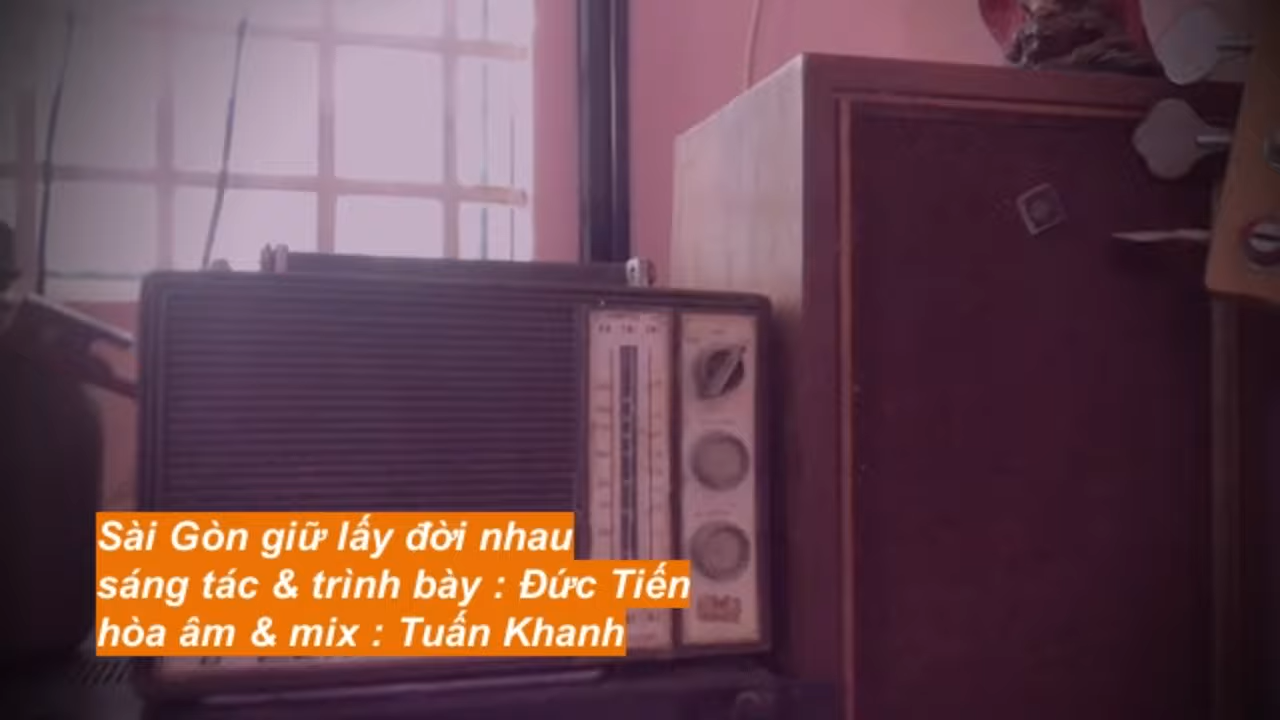 Sài Gòn giữ lấy đời nhau
sáng tác & trình bày : Đức Tiến
hòa âm & mix : Tuấn Khanh